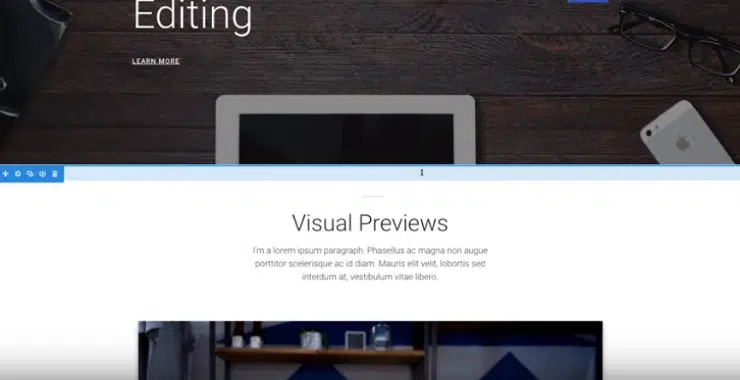 Editing
LEARN MORE
Visual Previews
I'm a lorem ipsum paragraph. Phasellus ac magna non augue
porttitor scelerisque ac id diam. Mauris elit velit, lobortis sed
interdum at, vestibulum vitae libero.